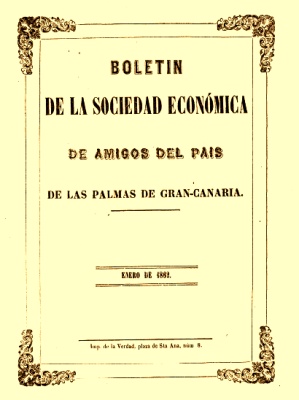 BOLETIN
DE LA SOCIEDAD ECONÓMICA
DE AMIGOS DEL PAIS
DE LAS PALMAS DE GRAN-CANARIA.
ENERO DE 1862.
Imp. de la Verdad, plaza de Sta Ana, núm 8.